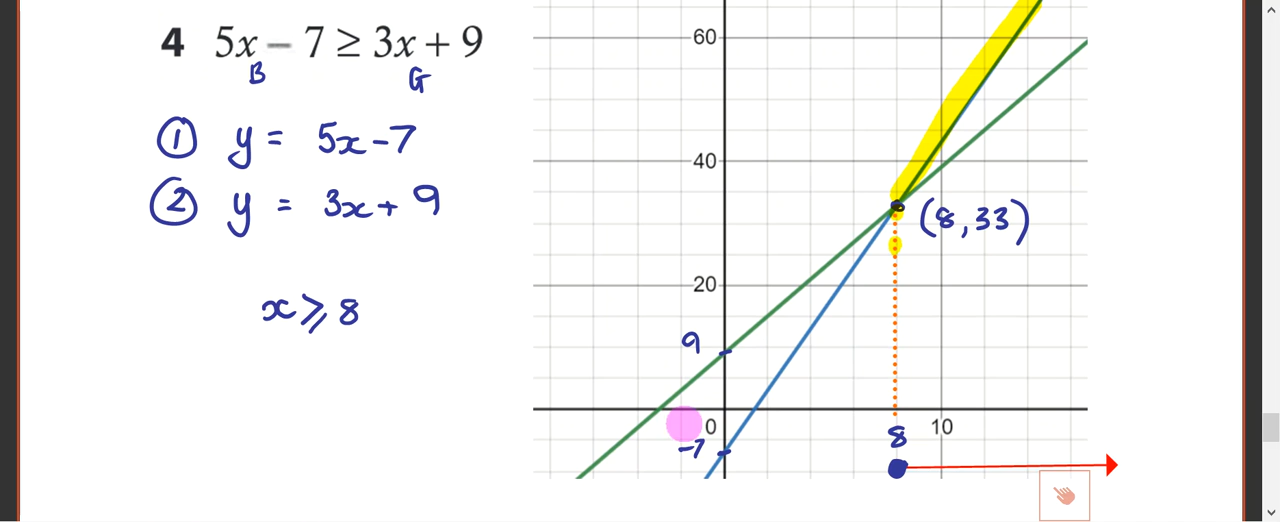 4 5x − 7 ≥ 3x + 9
B G
① y = 5x − 7
② y = 3x + 9
x ⩾ 8
60
40
(8, 33)
20
9
0
10
-7
8